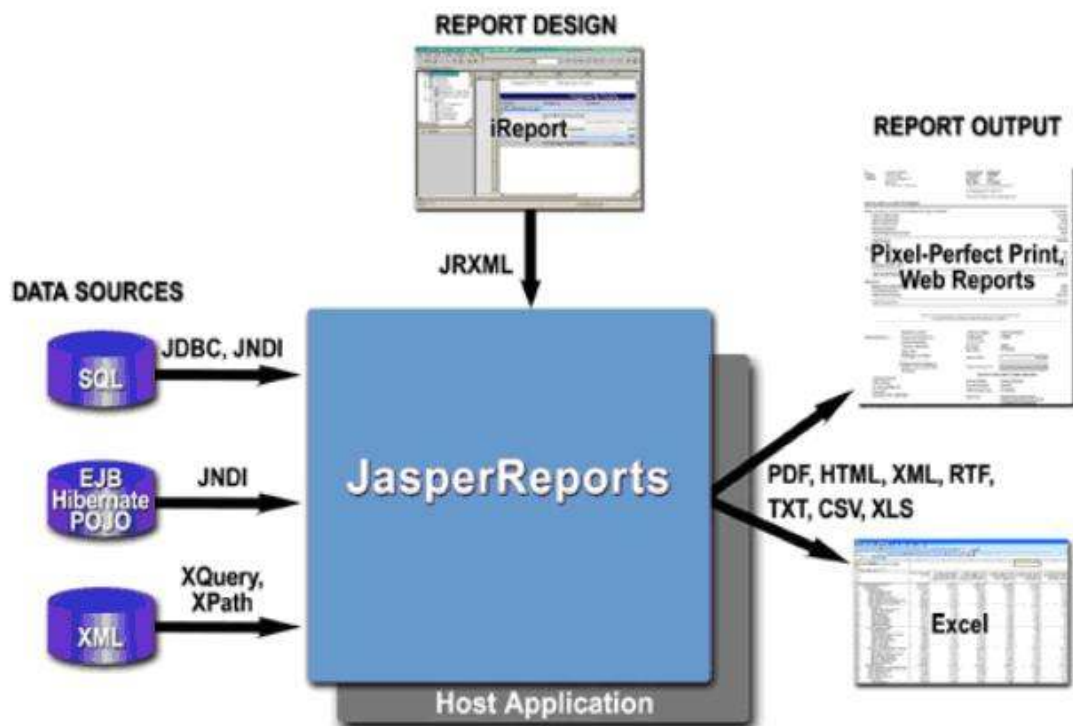 REPORT DESIGN
iReport
JRXML
DATA SOURCES
SQL
JDBC, JNDI
EJB
Hibernate
POJO
JNDI
XML
XQuery,
XPath
JasperReports
Host Application
REPORT OUTPUT
Pixel-Perfect Print,
Web Reports
PDF, HTML, XML, RTF,
TXT, CSV, XLS
Excel